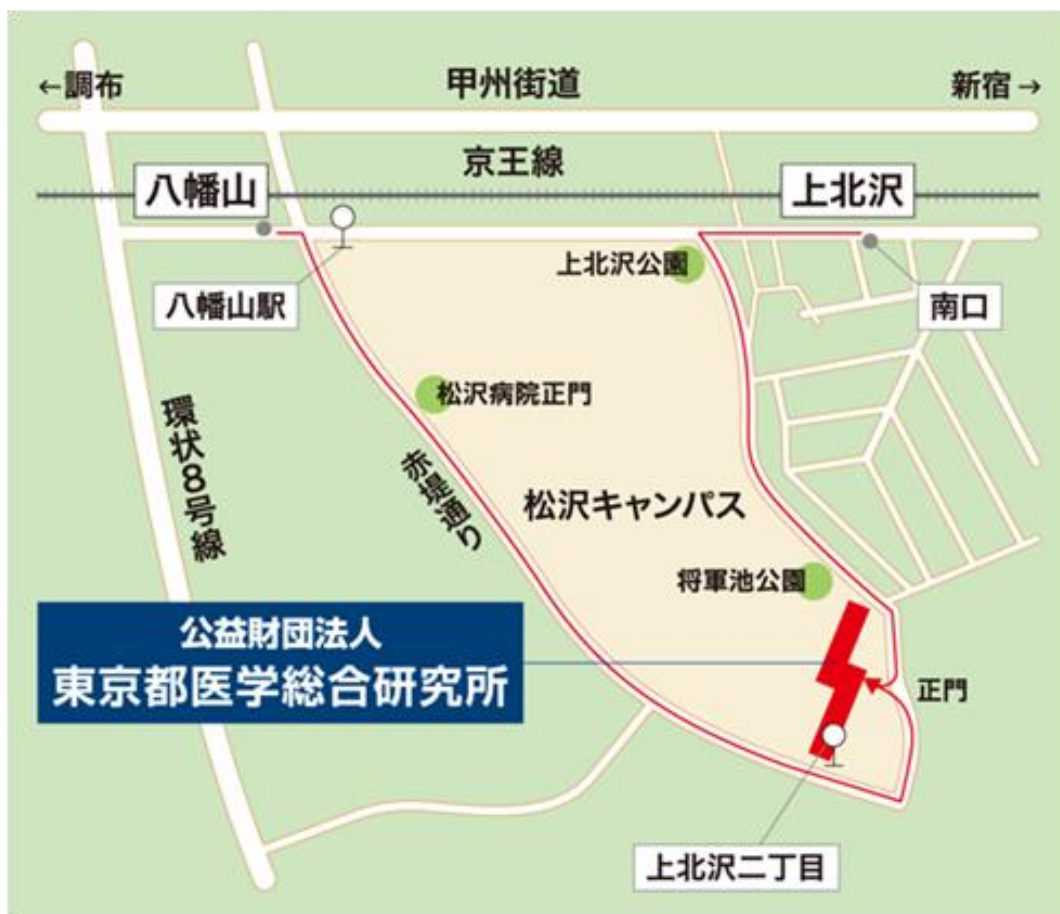 ←調布
甲州街道
新宿→
京王線
八幡山
上北沢
上北沢公園
八幡山駅
南口
松沢病院正門
環状8号線
赤堤通り
松沢キャンパス
将軍池公園
公益財団法人
東京都医学総合研究所
正門
上北沢二丁目